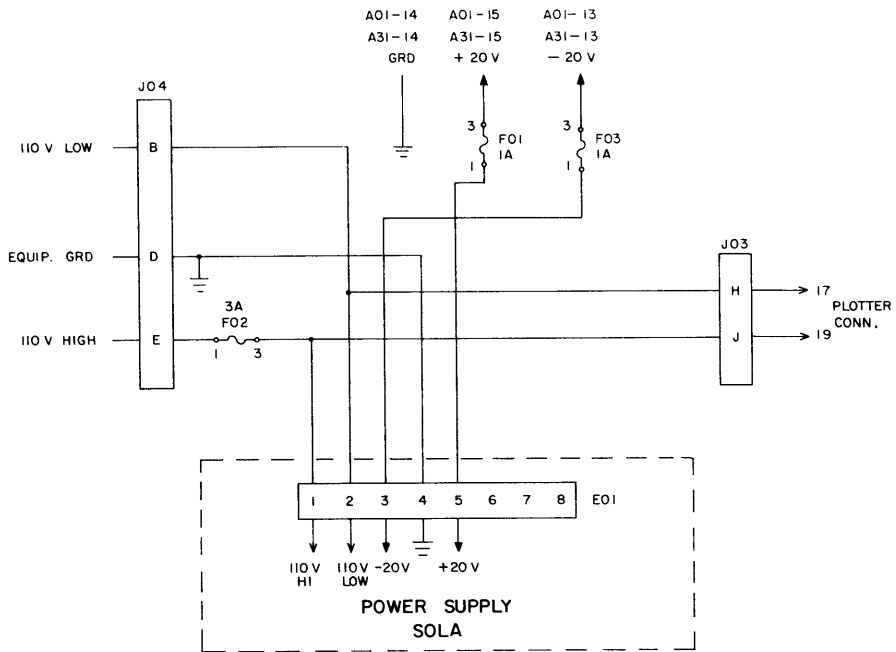 A01-14 A01-15 A01-13
A31-14 A31-15 A31-13
GRD + 20 V - 20 V
J04
3 F01 3 F03
1 1A 1 1A
110 V LOW B
J03
EQUIP. GRD D
H 17
PLOTTER
CONN.
3A
F02
110 V HIGH E 1 3
J 19
1 2 3 4 5 6 7 8 E01
110 V 110 V -20V +20V
HI LOW
POWER SUPPLY
SOLA